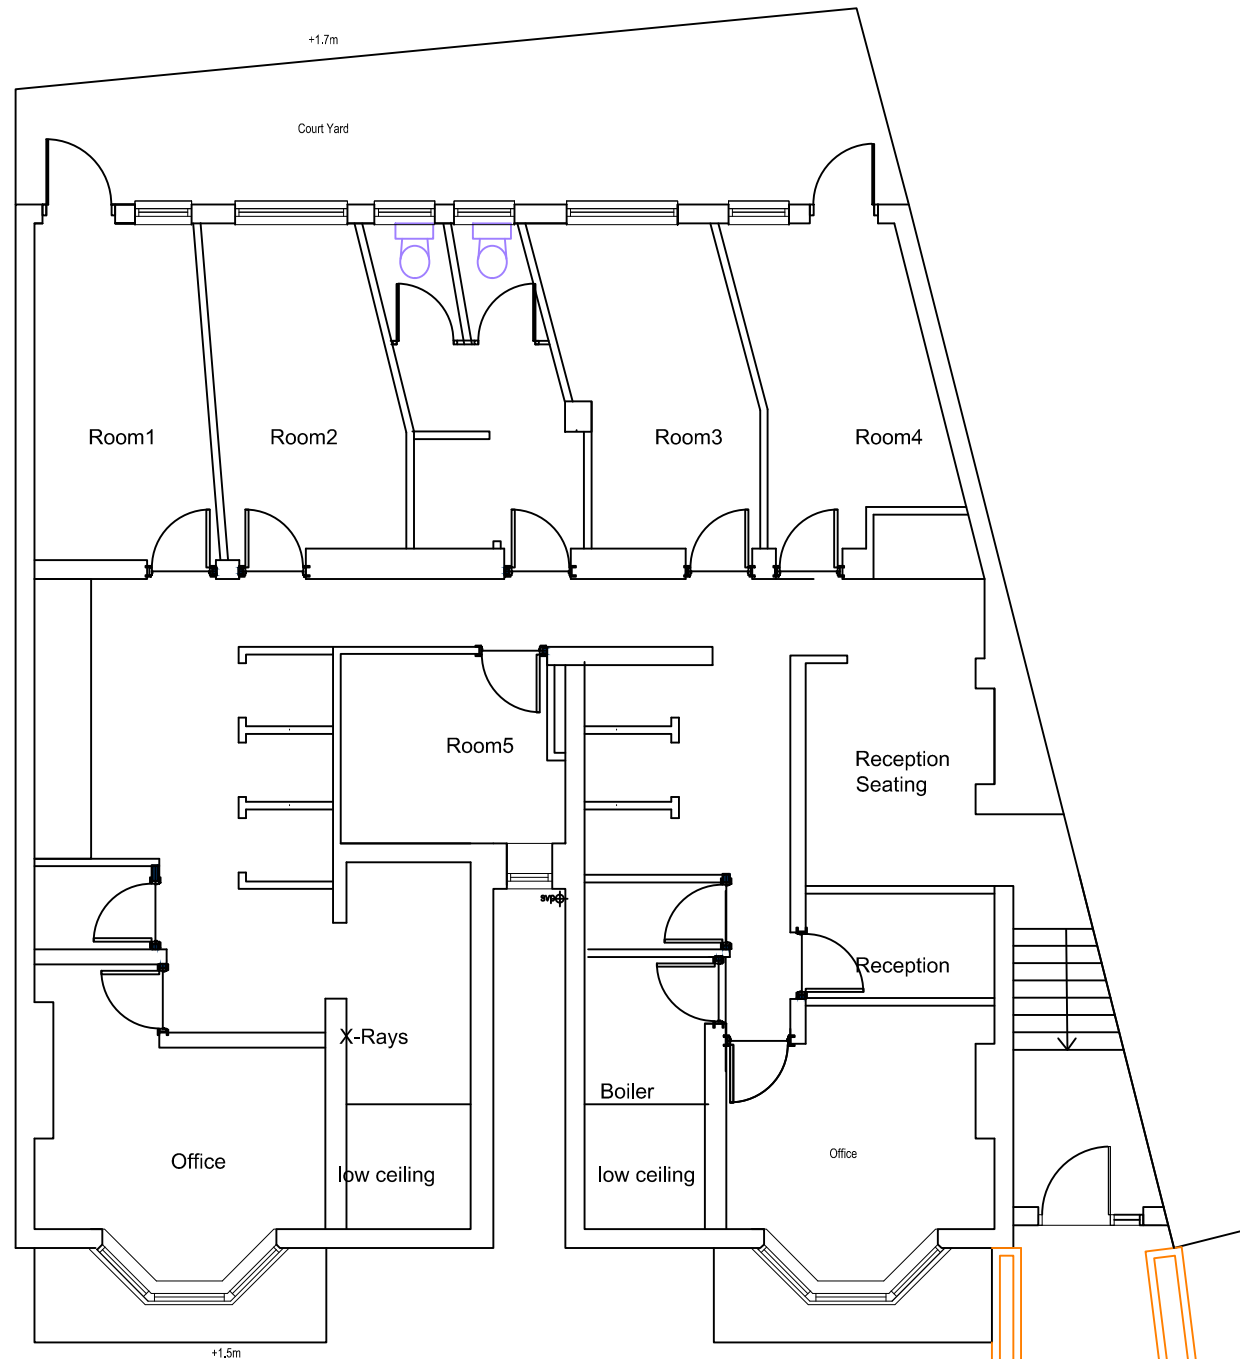 +1.7m
Court Yard
Room1
Room2
Room3
Room4
Room5
Reception
Seating
svp
Reception
X-Rays
Boiler
Office
Office
low ceiling
low ceiling
+1.5m